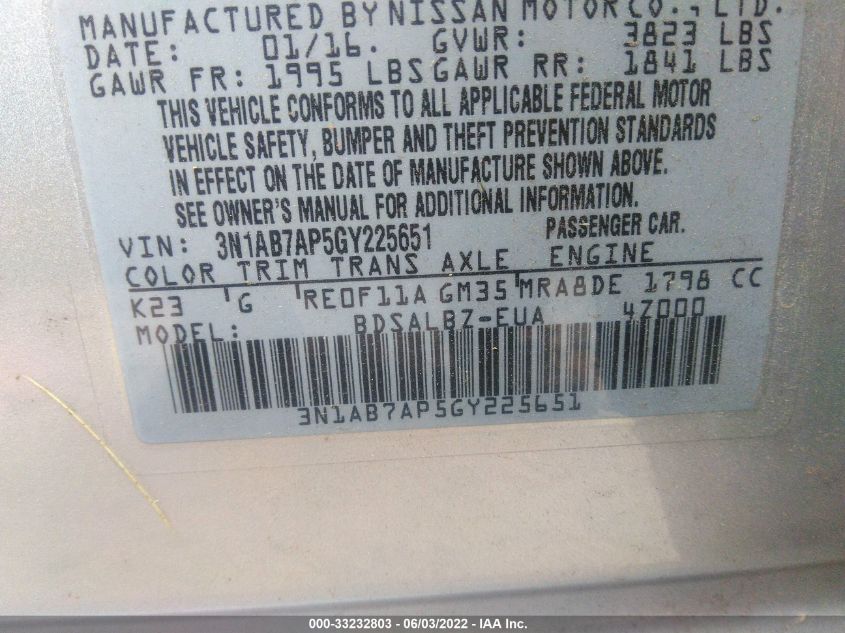 MANUFACTURED BY NISSAN MOTOR CO., LTD.
DATE: 01/16. GVWR: 3823 LBS
GAWR FR: 1995 LBS GAWR RR: 1841 LBS
THIS VEHICLE CONFORMS TO ALL APPLICABLE FEDERAL MOTOR
VEHICLE SAFETY, BUMPER AND THEFT PREVENTION STANDARDS
IN EFFECT ON THE DATE OF MANUFACTURE SHOWN ABOVE.
SEE OWNER'S MANUAL FOR ADDITIONAL INFORMATION.
VIN: 3N1AB7AP5GY225651 PASSENGER CAR.
COLOR TRIM TRANS AXLE ENGINE
K23 'G 'RE0F11A GM35 'MRA8DE 1798 CC
MODEL: BDSALBZ-EUA 4Z000
3N1AB7AP5GY225651
000-33232803 - 06/03/2022 - IAA Inc.